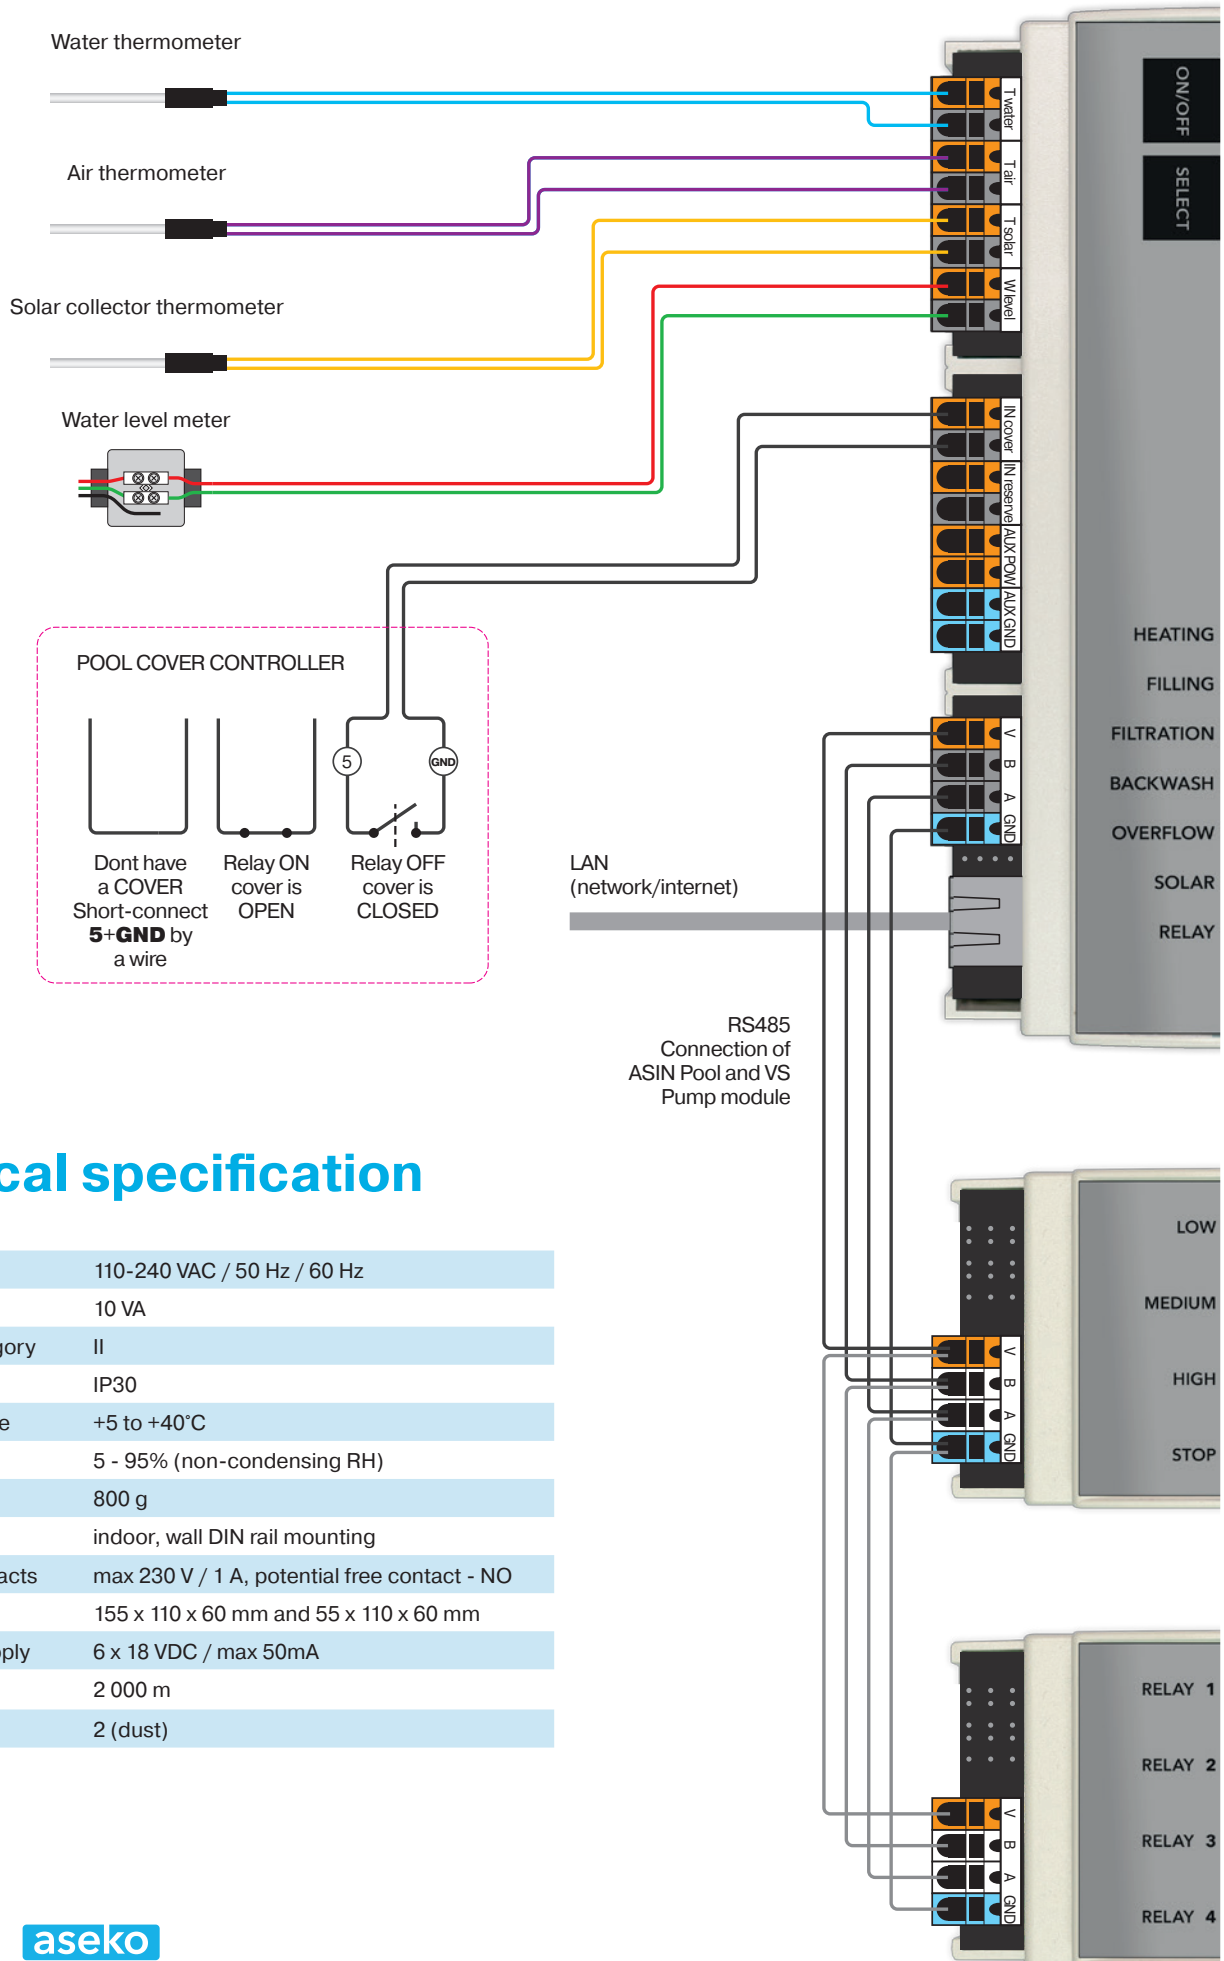 Water thermometer
Air thermometer
Solar collector thermometer
Water level meter
T water
T air
T solar
W level
IN cover
IN reserve
AUX POW
AUX GND
V
B
A
GND
ON/OFF
SELECT
HEATING
FILLING
FILTRATION
BACKWASH
OVERFLOW
SOLAR
RELAY
POOL COVER CONTROLLER
5
GND
Dont have
a COVER
Short-connect
5+GND by
a wire
Relay ON
cover is
OPEN
Relay OFF
cover is
CLOSED
LAN
(network/internet)
RS485
Connection of
ASIN Pool and VS
Pump module
LOW
MEDIUM
HIGH
STOP
V
B
A
GND
RELAY 1
RELAY 2
RELAY 3
RELAY 4
V
B
A
GND
cal specification
110-240 VAC / 50 Hz / 60 Hz
10 VA
gory II
IP30
e +5 to +40°C
5 - 95% (non-condensing RH)
800 g
indoor, wall DIN rail mounting
acts max 230 V / 1 A, potential free contact - NO
155 x 110 x 60 mm and 55 x 110 x 60 mm
ply 6 x 18 VDC / max 50mA
2 000 m
2 (dust)
aseko